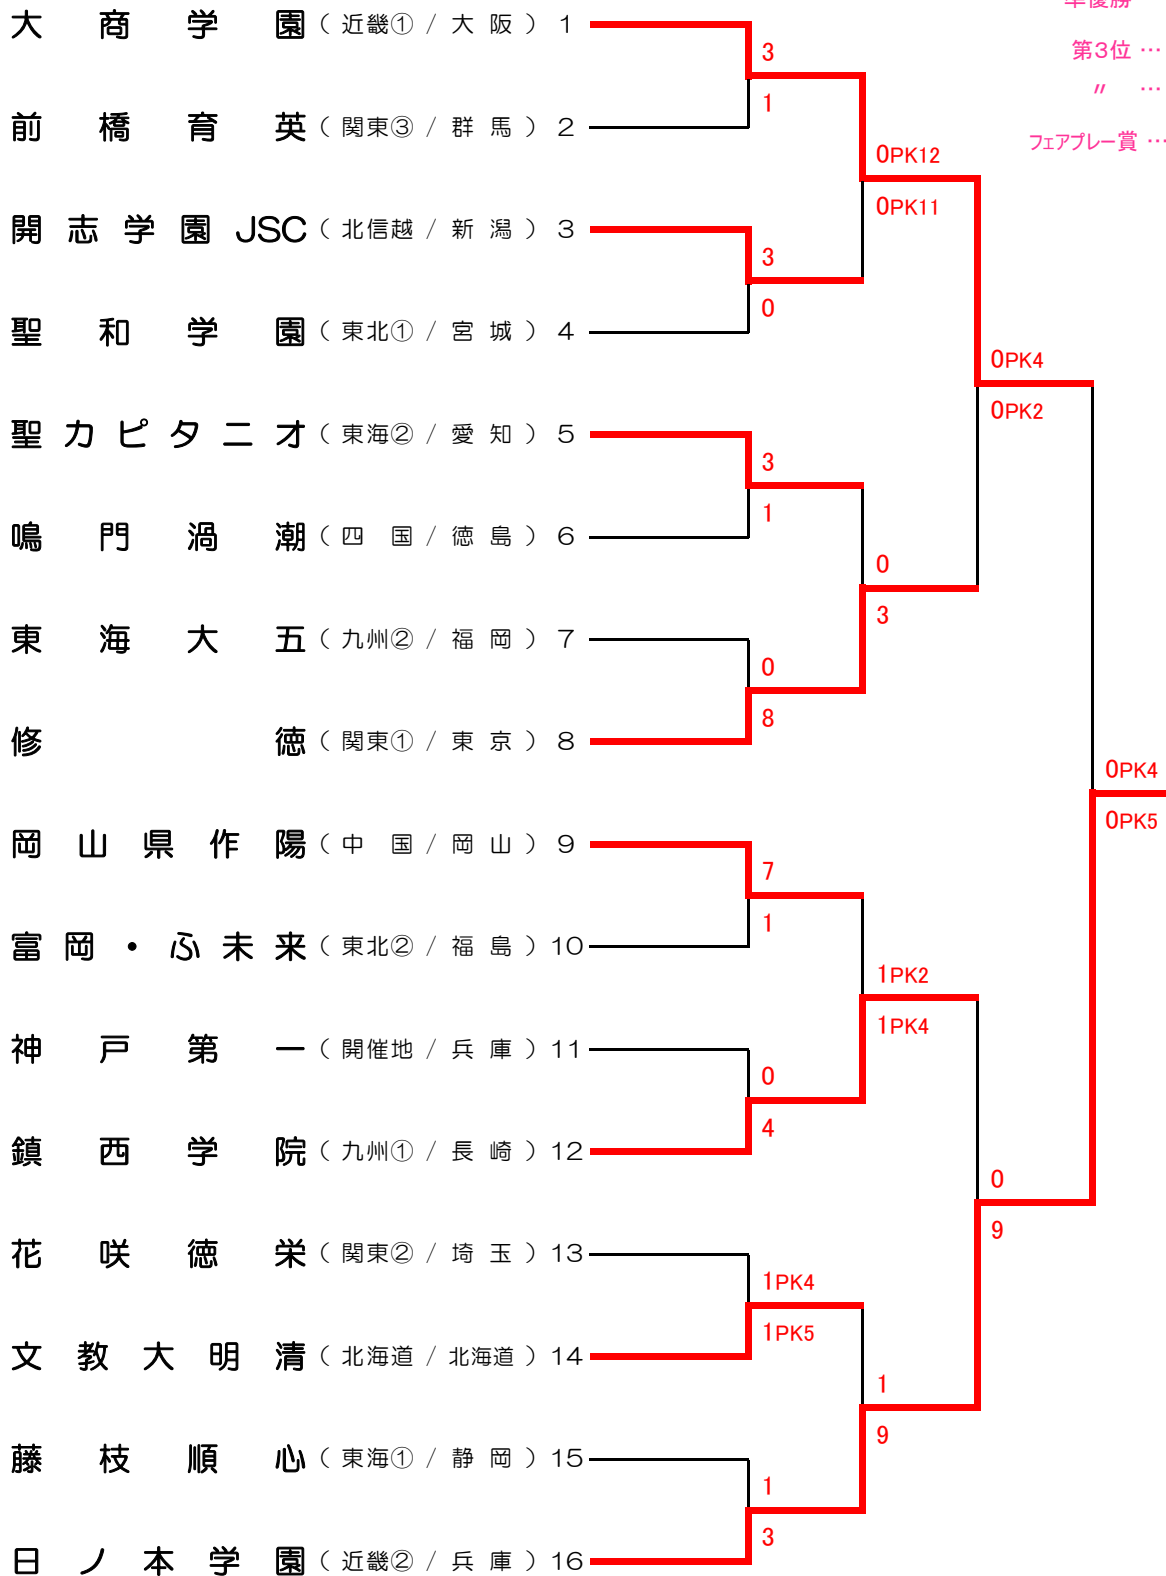 準優勝
大商学園 ( 近畿① / 大阪 ) 1
3
第3位 …
1
〃 …
前橋育英 ( 関東③ / 群馬 ) 2
フェアプレー賞 …
0PK12
0PK11
開志学園JSC ( 北信越 / 新潟 ) 3
3
0
聖和学園 ( 東北① / 宮城 ) 4
0PK4
0PK2
聖カピタニオ ( 東海② / 愛知 ) 5
3
1
鳴門渦潮 ( 四国 / 徳島 ) 6
0
3
東海大五 ( 九州② / 福岡 ) 7
0
8
修徳 ( 関東① / 東京 ) 8
0PK4
0PK5
岡山県作陽 ( 中国 / 岡山 ) 9
7
1
富岡・ふ未来 ( 東北② / 福島 ) 10
1PK2
1PK4
神戸第一 ( 開催地 / 兵庫 ) 11
0
4
鎮西学院 ( 九州① / 長崎 ) 12
0
9
花咲徳栄 ( 関東② / 埼玉 ) 13
1PK4
1PK5
文教大明清 ( 北海道 / 北海道 ) 14
1
9
藤枝順心 ( 東海① / 静岡 ) 15
1
3
日ノ本学園 ( 近畿② / 兵庫 ) 16